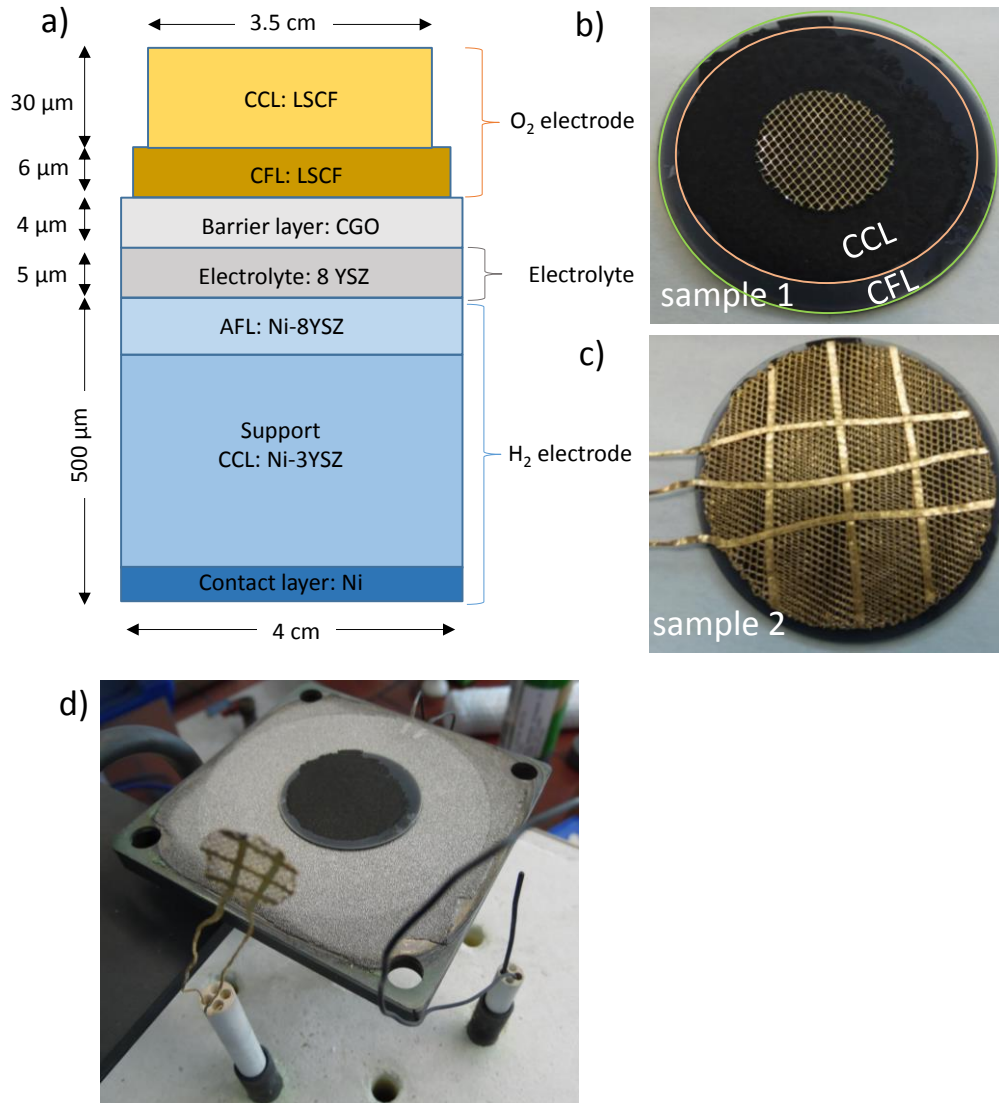 a)
3.5 cm
30 µm
CCL: LSCF
O₂ electrode
6 µm
CFL: LSCF
4 µm
Barrier layer: CGO
5 µm
Electrolyte: 8 YSZ
Electrolyte
AFL: Ni-8YSZ
500 µm
Support
CCL: Ni-3YSZ
H₂ electrode
Contact layer: Ni
4 cm
b)
CCL
CFL
sample 1
c)
sample 2
d)